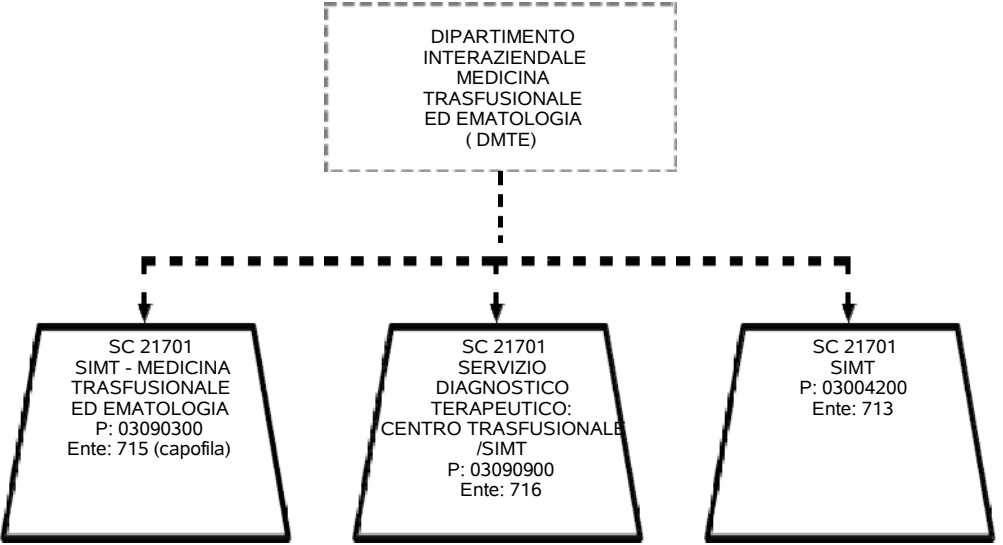 DIPARTIMENTO
INTERAZIENDALE
MEDICINA
TRASFUSIONALE
ED EMATOLOGIA
( DMTE)
SC 21701
SIMT - MEDICINA
TRASFUSIONALE
ED EMATOLOGIA
P: 03090300
Ente: 715 (capofila)
SC 21701
SERVIZIO
DIAGNOSTICO
TERAPEUTICO:
CENTRO TRASFUSIONALE
/SIMT
P: 03090900
Ente: 716
SC 21701
SIMT
P: 03004200
Ente: 713